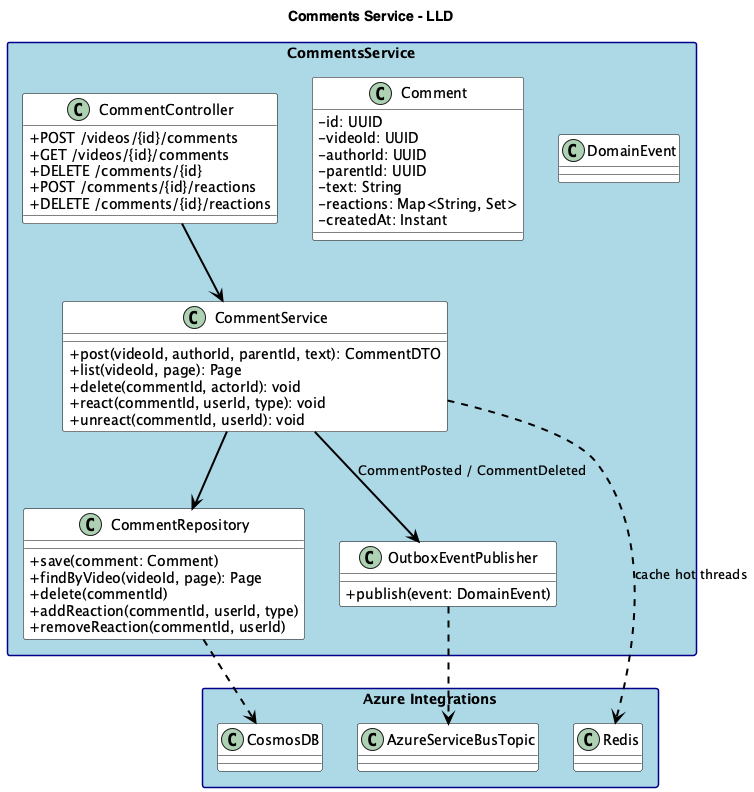 Comments Service - LLD
CommentsService
C CommentController
+POST /videos/{id}/comments
+GET /videos/{id}/comments
+DELETE /comments/{id}
+POST /comments/{id}/reactions
+DELETE /comments/{id}/reactions
C Comment
-id: UUID
-videoId: UUID
-authorId: UUID
-parentId: UUID
-text: String
-reactions: Map<String, Set>
-createdAt: Instant
C DomainEvent
C CommentService
+post(videoId, authorId, parentId, text): CommentDTO
+list(videoId, page): Page
+delete(commentId, actorId): void
+react(commentId, userId, type): void
+unreact(commentId, userId): void
CommentPosted / CommentDeleted
C CommentRepository
+save(comment: Comment)
+findByVideo(videoId, page): Page
+delete(commentId)
+addReaction(commentId, userId, type)
+removeReaction(commentId, userId)
C OutboxEventPublisher
+publish(event: DomainEvent)
cache hot threads
Azure Integrations
C CosmosDB
C AzureServiceBusTopic
C Redis